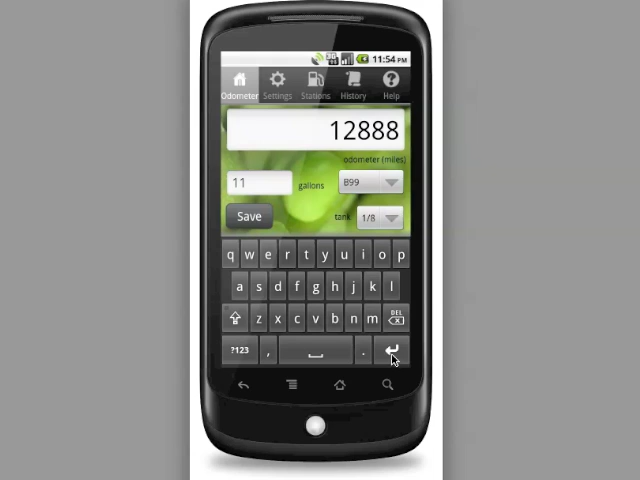 3G 11:54 PM
Odometer Settings Stations History Help
12888
odometer (miles)
11 gallons B99
Save tank 1/8
q w e r t y u i o p
a s d f g h j k l
z x c v b n m DEL
?123 , .